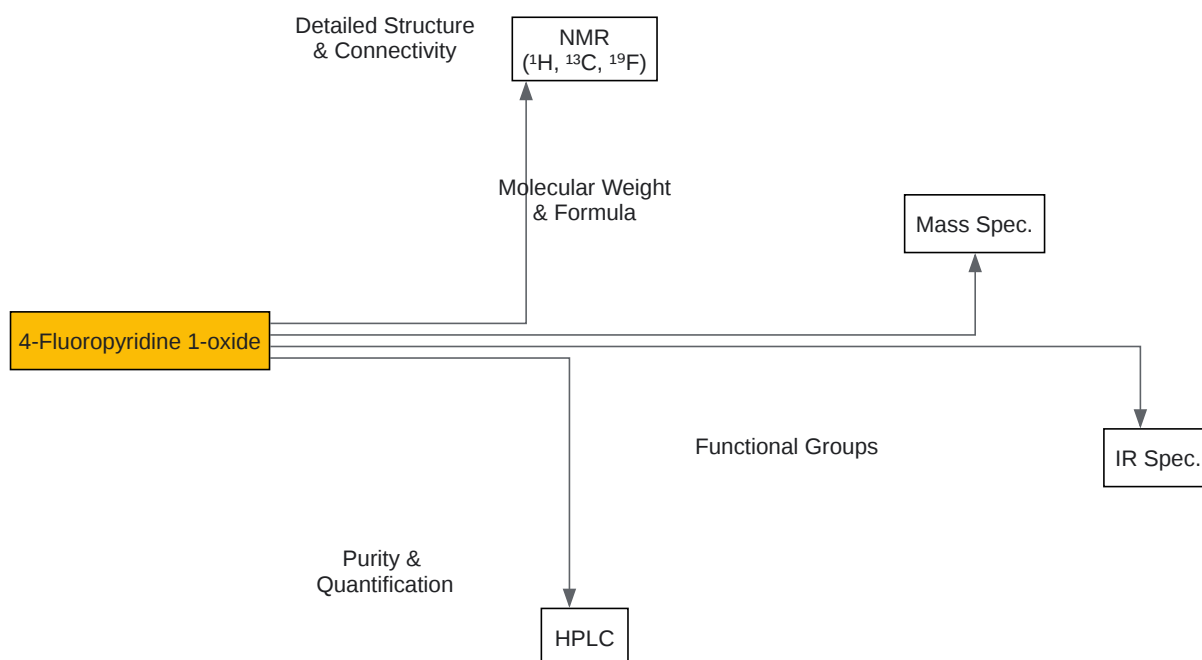 Detailed Structure
& Connectivity
NMR
(¹H, ¹³C, ¹⁹F)
Molecular Weight
& Formula
Mass Spec.
4-Fluoropyridine 1-oxide
Functional Groups
IR Spec.
Purity &
Quantification
HPLC